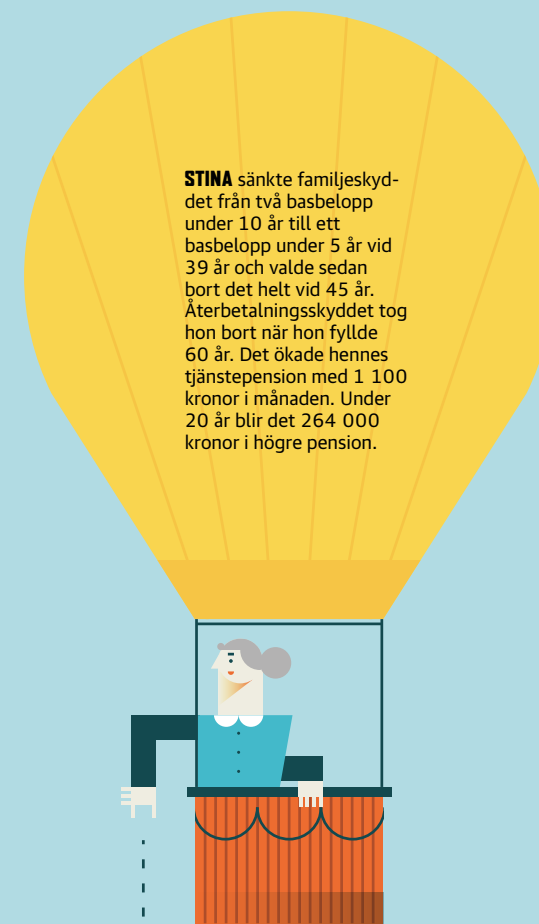 STINA sänkte familjeskyd-
det från två basbelopp
under 10 år till ett
basbelopp under 5 år vid
39 år och valde sedan
bort det helt vid 45 år.
Återbetalningsskyddet tog
hon bort när hon fyllde
60 år. Det ökade hennes
tjänstepension med 1 100
kronor i månaden. Under
20 år blir det 264 000
kronor i högre pension.